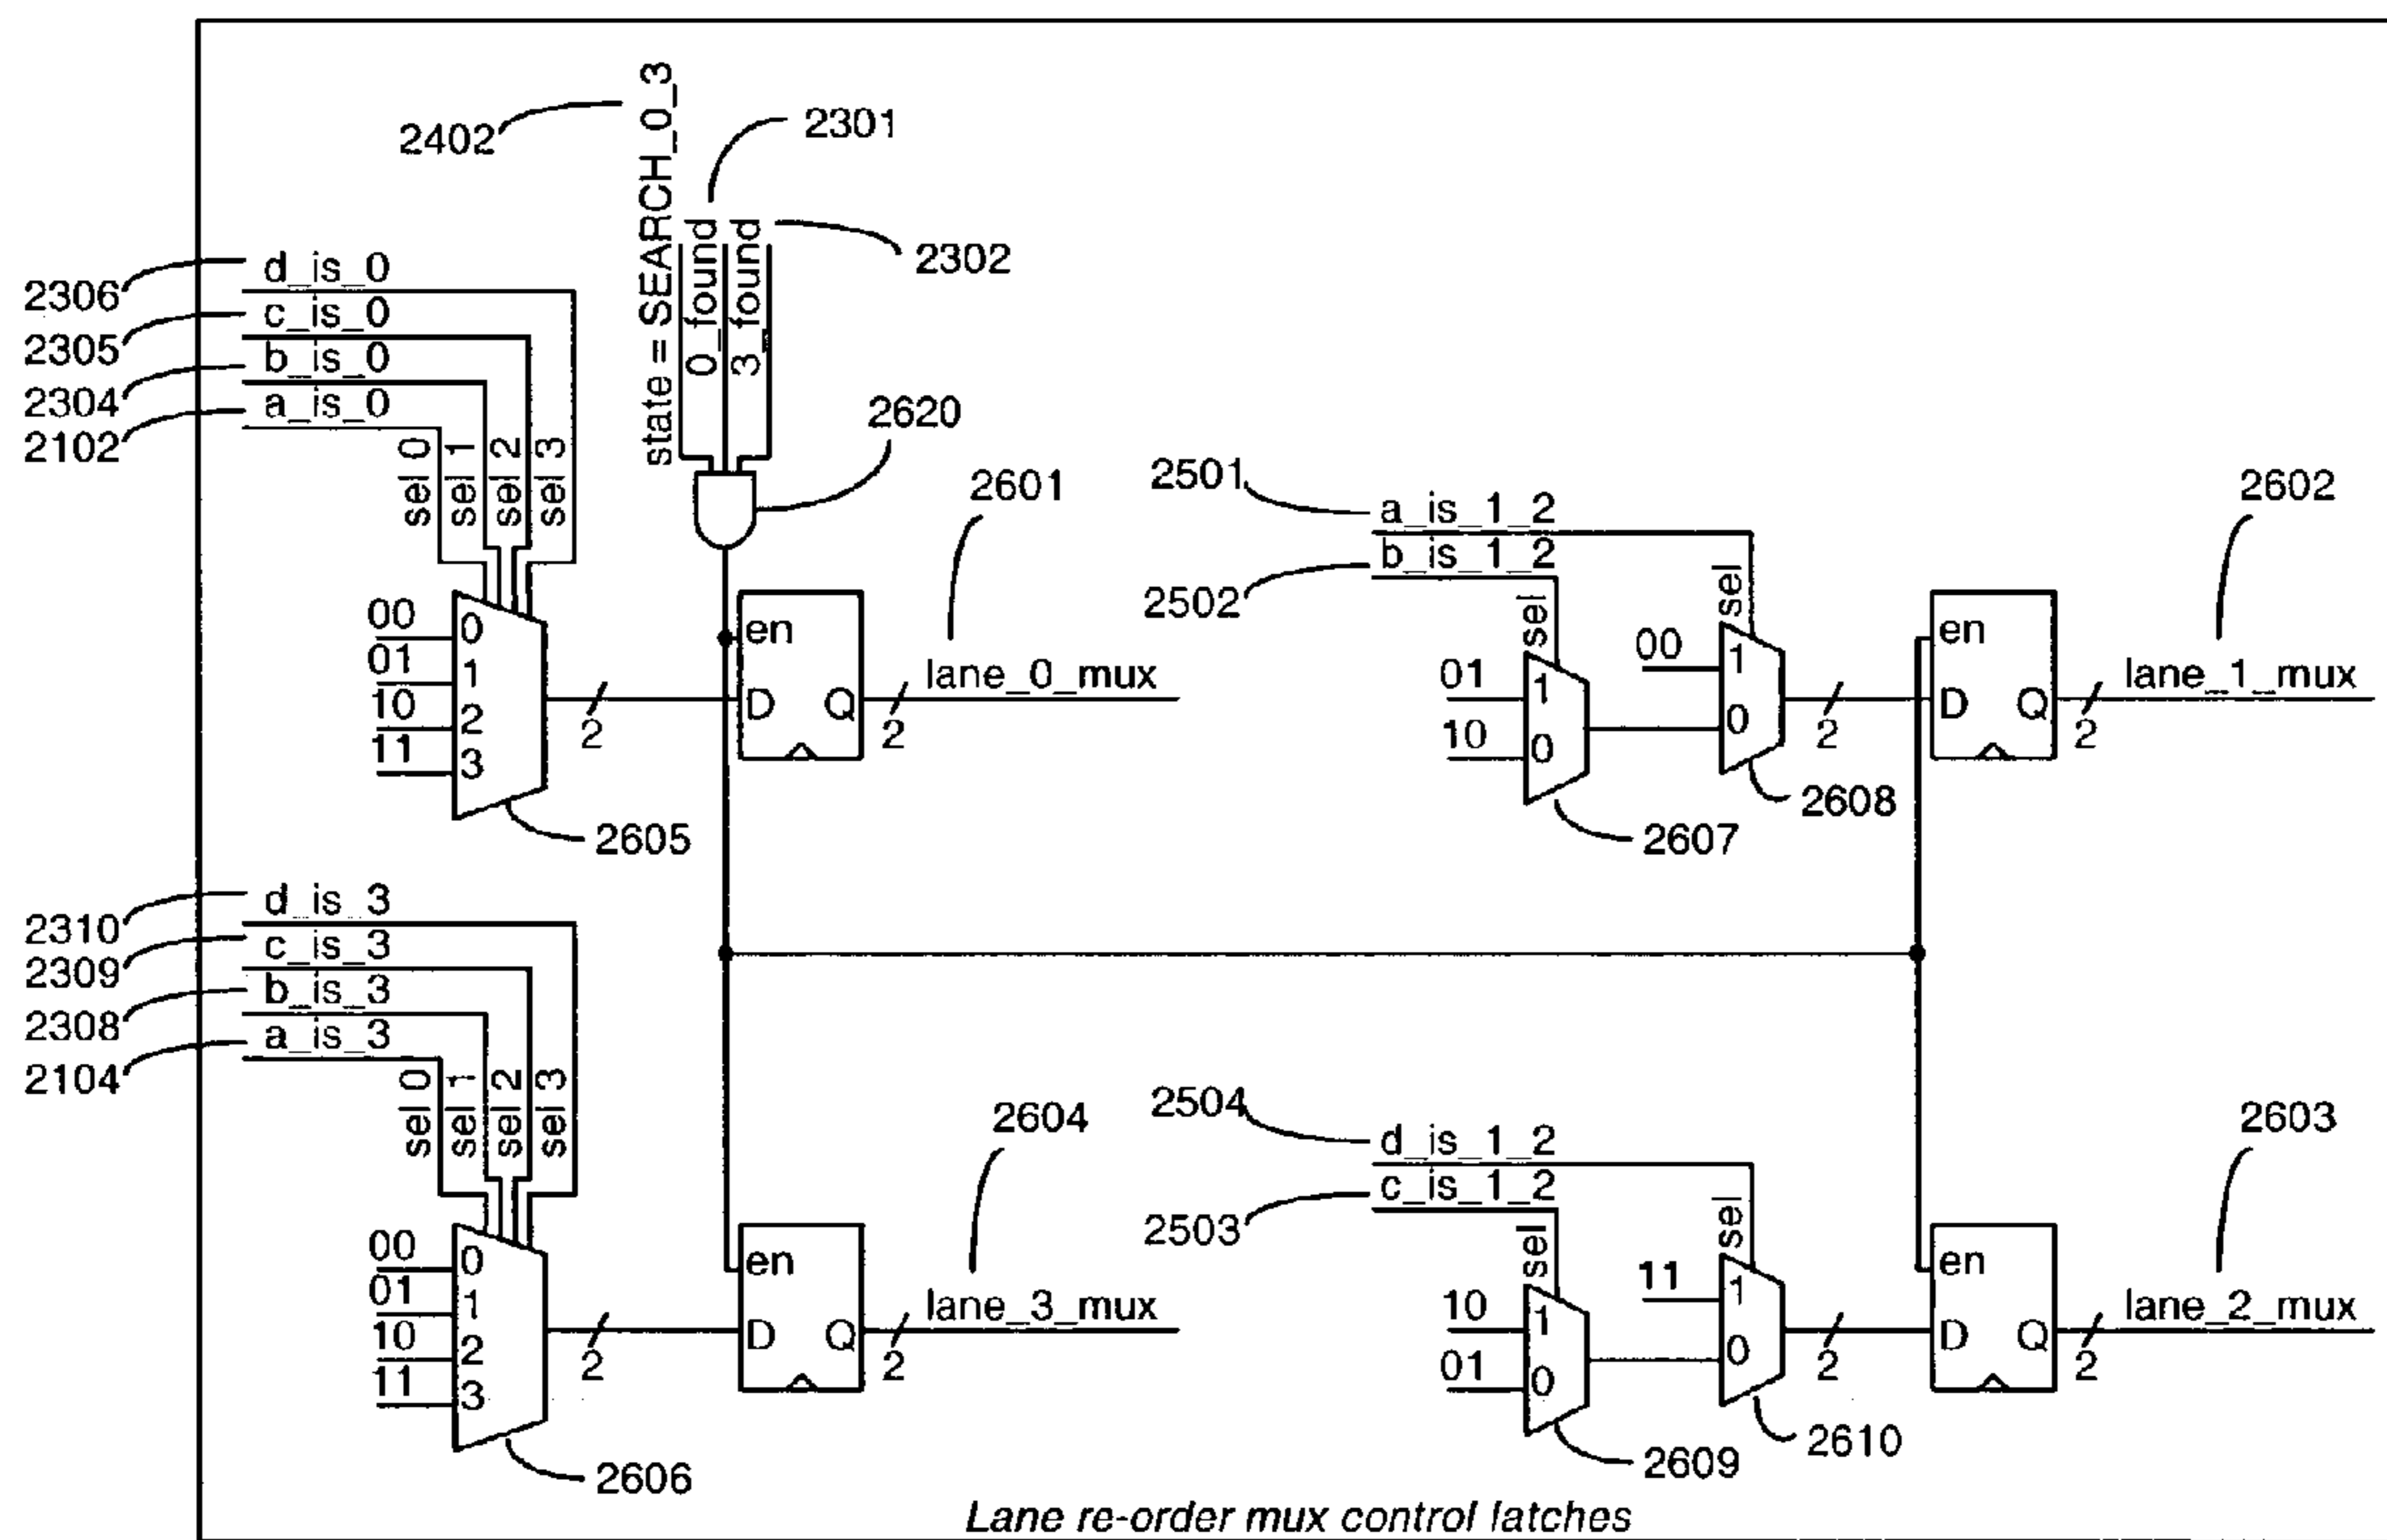 2402
state = SEARCH_0_3
0_found
3_found
2301
2302
2306
d_is_0
2305
c_is_0
2304
b_is_0
2102
a_is_0
sel 0
sel 1
sel 2
sel 3
2620
2601
00
01
10
11
0
1
2
3
2
en
D
Q
2
lane_0_mux
2605
2501
a_is_1_2
2502
b_is_1_2
sel
sel
01
10
1
0
00
1
0
2
en
D
Q
2
2602
lane_1_mux
2607
2608
2310
d_is_3
2309
c_is_3
2308
b_is_3
2104
a_is_3
sel 0
sel 1
sel 2
sel 3
2604
00
01
10
11
0
1
2
3
2
en
D
Q
2
lane_3_mux
2606
2504
d_is_1_2
2503
c_is_1_2
sel
sel
10
01
1
0
11
1
0
2
en
D
Q
2
2603
lane_2_mux
2609
2610
Lane re-order mux control latches